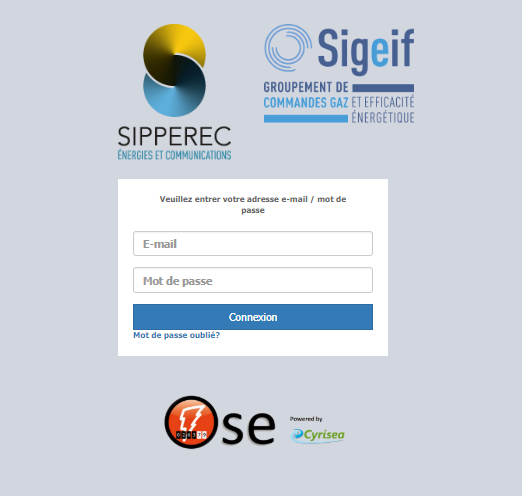 SIPPEREC
ÉNERGIES ET COMMUNICATIONS
Sigeif
GROUPEMENT DE
COMMANDES GAZ ET EFFICACITÉ
ÉNERGÉTIQUE
Veuillez entrer votre adresse e-mail / mot de
passe
E-mail
Mot de passe
Connexion
Mot de passe oublié?
se
Powered by
Cyrisea